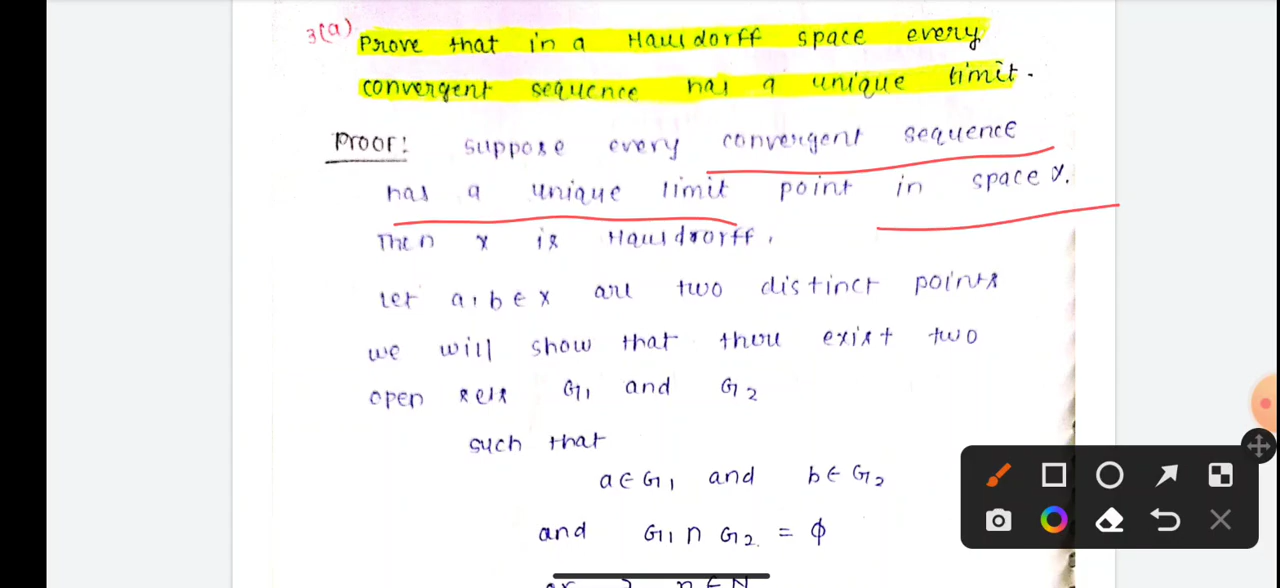 3(a) Prove that in a Hausdorff space every
convergent sequence has a unique limit.
Proof: suppose every convergent sequence
has a unique limit point in space X.
Then X is Hausdrorff.
Let a, b ∈ X are two distinct points
we will show that there exist two
open sets G1 and G2
such that
a ∈ G1 and b ∈ G2
and G1 ∩ G2 = ϕ
n ∈ N